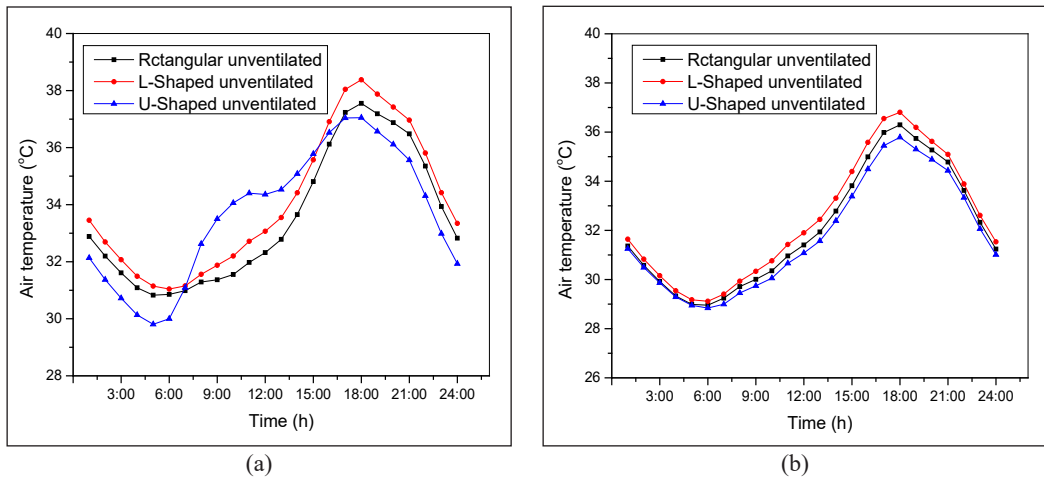 40
38
36
34
32
30
28
Air temperature (°C)
Rctangular unventilated
L-Shaped unventilated
U-Shaped unventilated
3:00 6:00 9:00 12:00 15:00 18:00 21:00 24:00
Time (h)
(a)
40
38
36
34
32
30
28
26
Air temperature (°C)
Rctangular unventilated
L-Shaped unventilated
U-Shaped unventilated
3:00 6:00 9:00 12:00 15:00 18:00 21:00 24:00
Time (h)
(b)